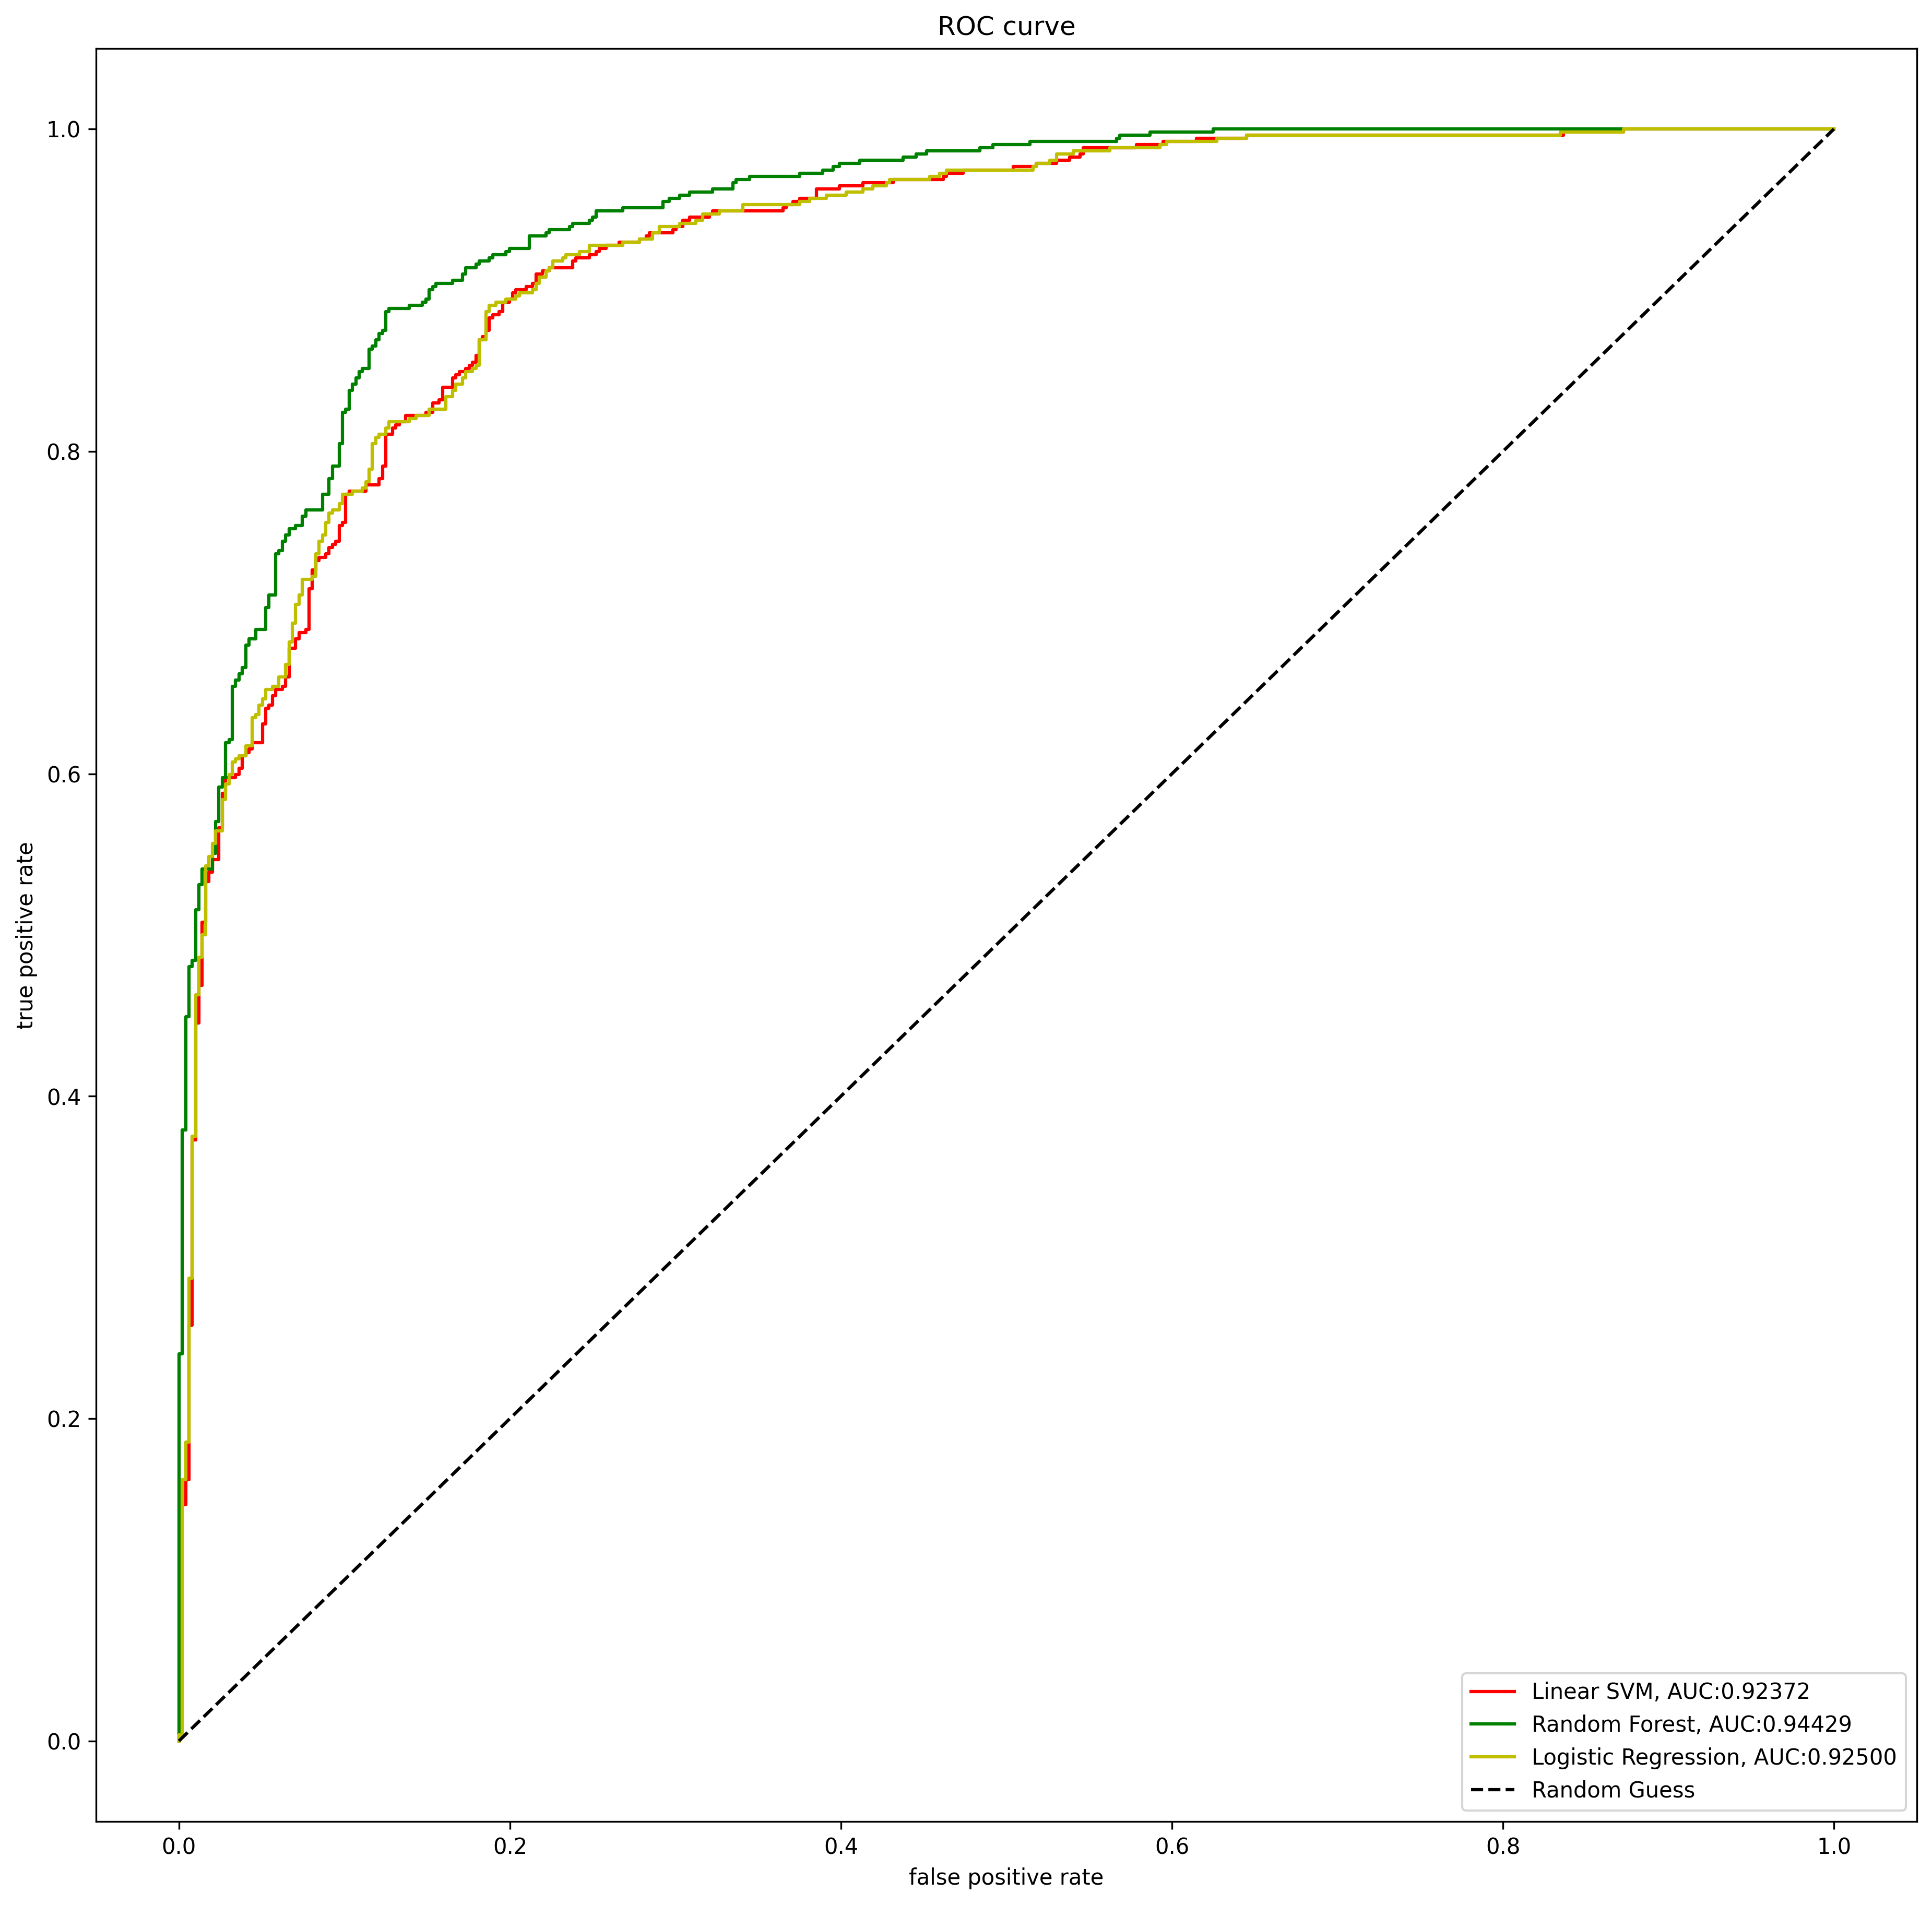 ROC curve
1.0
0.8
0.6
0.4
0.2
0.0
true positive rate
0.0 0.2 0.4 0.6 0.8 1.0
false positive rate
Linear SVM, AUC:0.92372
Random Forest, AUC:0.94429
Logistic Regression, AUC:0.92500
Random Guess